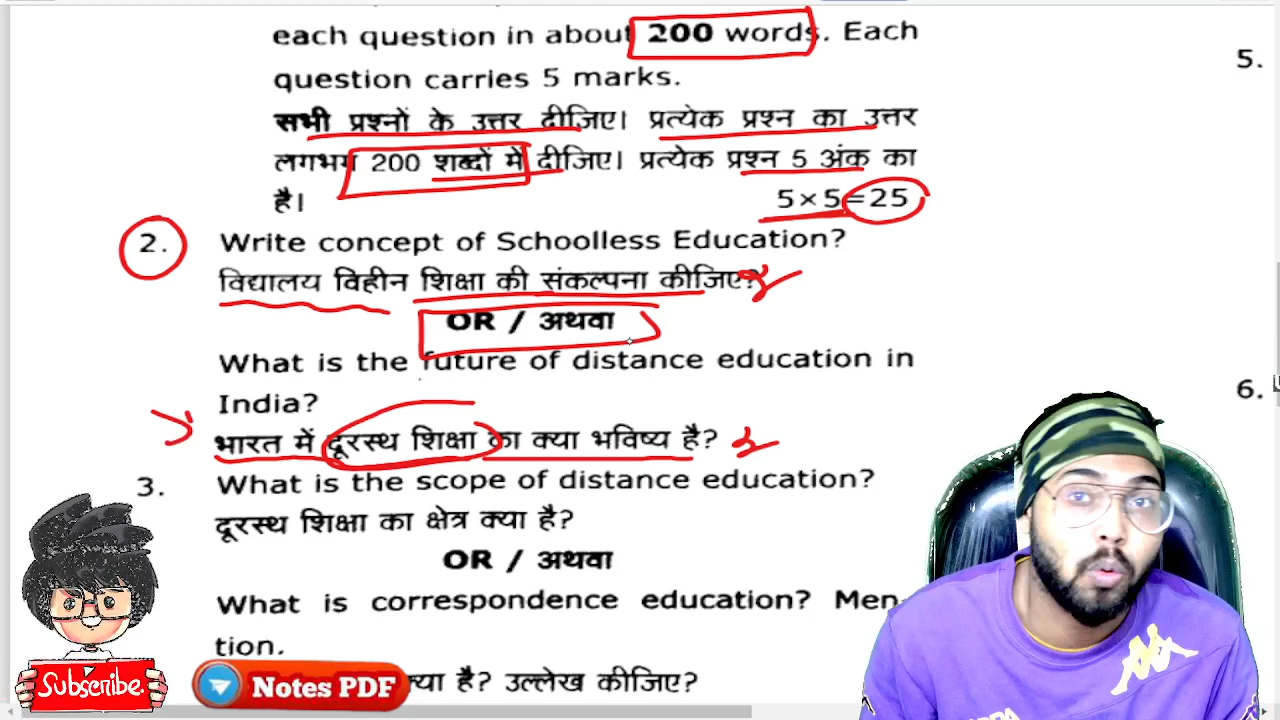 each question in about 200 words. Each
question carries 5 marks.
सभी प्रश्नों के उत्तर दीजिए। प्रत्येक प्रश्न का उत्तर
लगभग 200 शब्दों में दीजिए। प्रत्येक प्रश्न 5 अंक का
है।
5×5=25
2. Write concept of Schoolless Education?
विद्यालय विहीन शिक्षा की संकल्पना कीजिए?
OR / अथवा
What is the future of distance education in
India?
भारत में दूरस्थ शिक्षा का क्या भविष्य है?
3. What is the scope of distance education?
दूरस्थ शिक्षा का क्षेत्र क्या है?
OR / अथवा
What is correspondence education? Men-
tion.
क्या है? उल्लेख कीजिए?
5.
6.
Subscribe.
Notes PDF